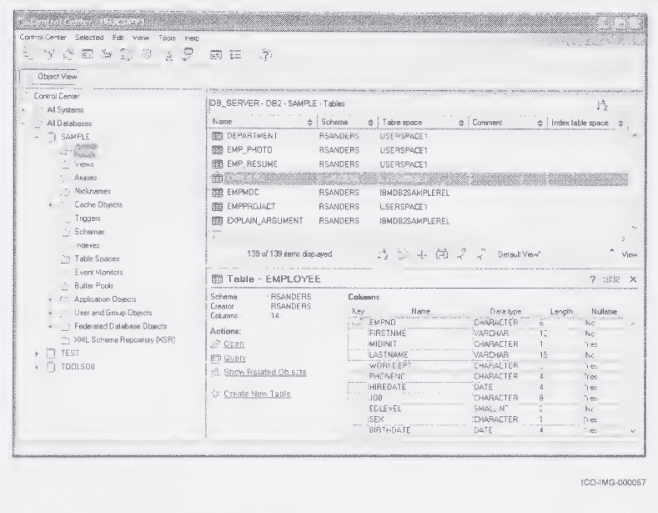 Control Center
Control Center Selected Edit View Tools Help
Object View
Control Center
All Systems
All Databases
SAMPLE
Views
Aliases
Nicknames
Cache Objects
Triggers
Schemas
Indexes
Table Spaces
Event Monitors
Buffer Pools
Application Objects
User and Group Objects
Federated Database Objects
XML Schema Repository (XSR)
TEST
TOOLSDB
DB_SERVER - DB2 - SAMPLE - Tables
Name Schema Table space Comment Index table space
DEPARTMENT RSANDERS USERSPACE1
EMP_PHOTO RSANDERS USERSPACE1
EMP_RESUME RSANDERS USERSPACE1
EMPMDC RSANDERS IBMDB2SAMPLEREL
EMPPROJACT RSANDERS USERSPACE1
EXPLAIN_ARGUMENT RSANDERS IBMDB2SAMPLEREL
139 of 139 items displayed Default View* View
Table - EMPLOYEE
Schema : RSANDERS
Creator : RSANDERS
Columns : 14
Actions:
Open
Query
Show Related Objects
Create New Table
Columns
Key Name Data type Length Nullable
EMPNO CHARACTER 6 No
FIRSTNME VARCHAR 12 No
MIDINIT CHARACTER 1 Yes
LASTNAME VARCHAR 15 No
WORKDEPT CHARACTER Yes
PHONENO CHARACTER 4 Yes
HIREDATE DATE 4 Yes
JOB CHARACTER 8 Yes
EDLEVEL SMALLINT 2 No
SEX CHARACTER 1 Yes
BIRTHDATE DATE 4 Yes
1CO-IMG-000057